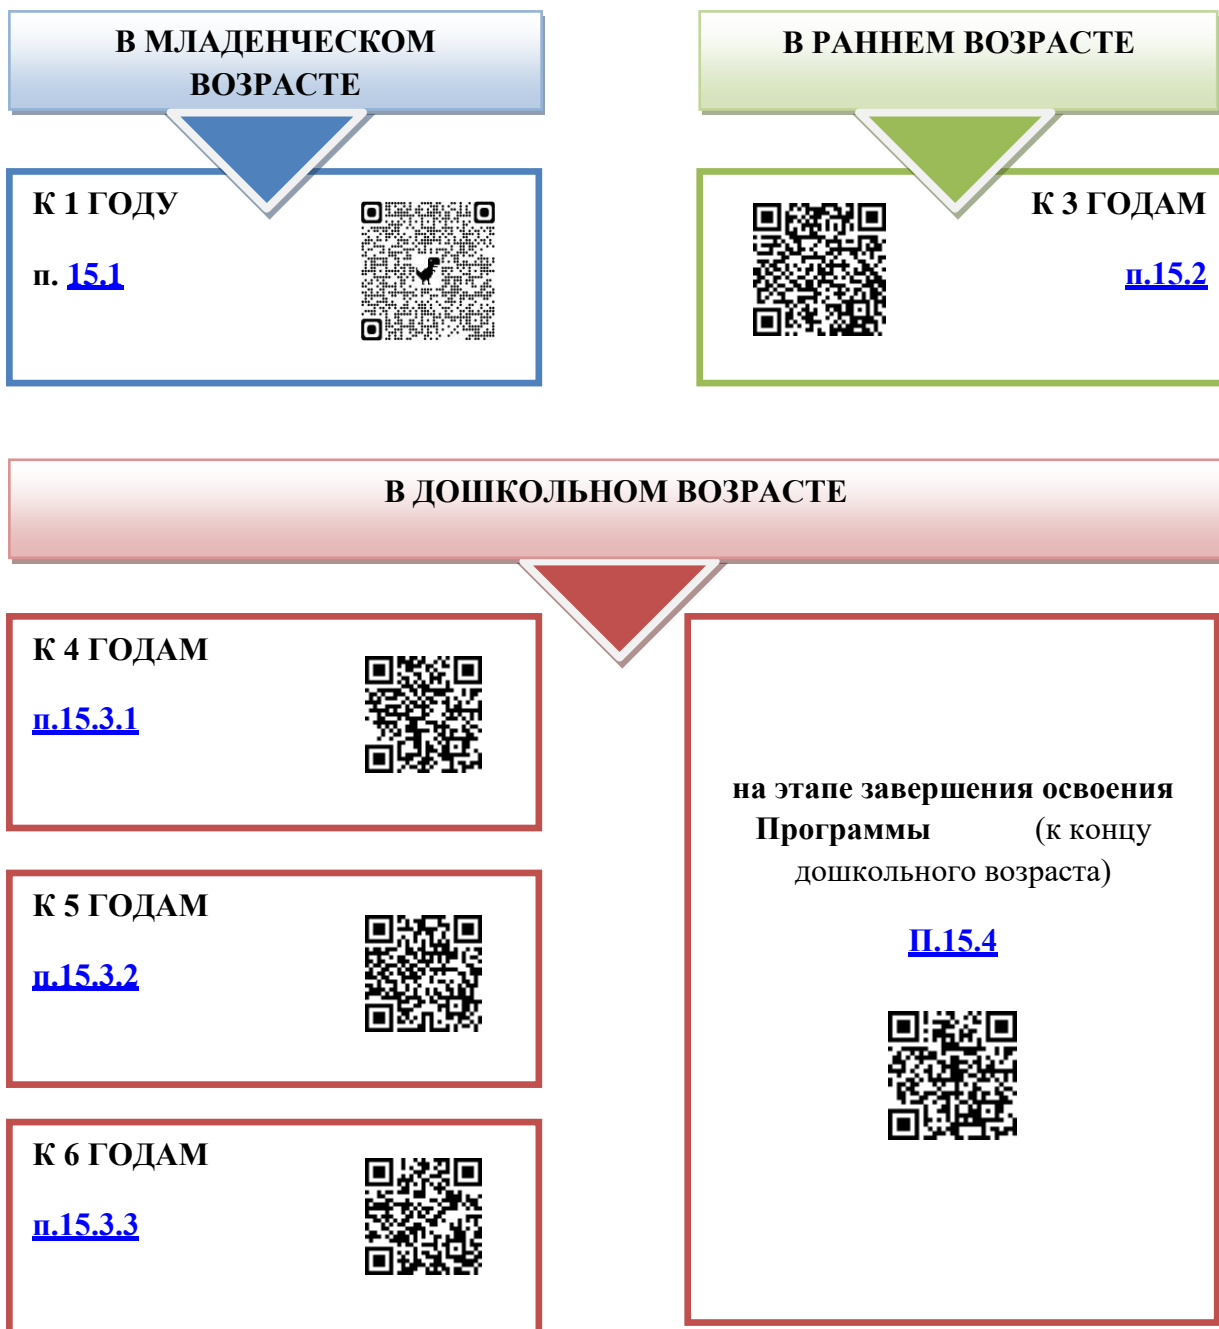 В МЛАДЕНЧЕСКОМ
ВОЗРАСТЕ
В РАННЕМ ВОЗРАСТЕ
К 1 ГОДУ
п. 15.1
К 3 ГОДАМ
п.15.2
В ДОШКОЛЬНОМ ВОЗРАСТЕ
К 4 ГОДАМ
п.15.3.1
К 5 ГОДАМ
п.15.3.2
К 6 ГОДАМ
п.15.3.3
на этапе завершения освоения
Программы (к концу
дошкольного возраста)
П.15.4